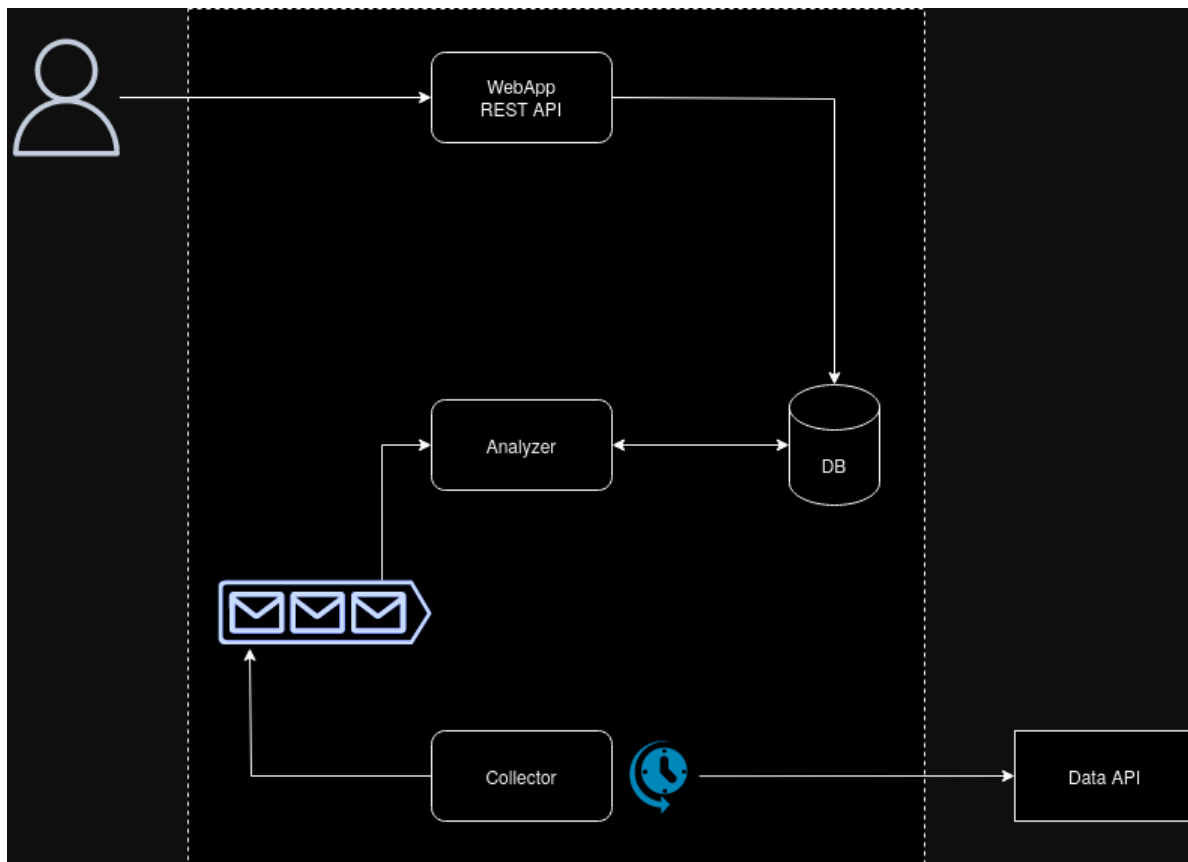 WebApp
REST API
Analyzer
DB
Collector
Data API